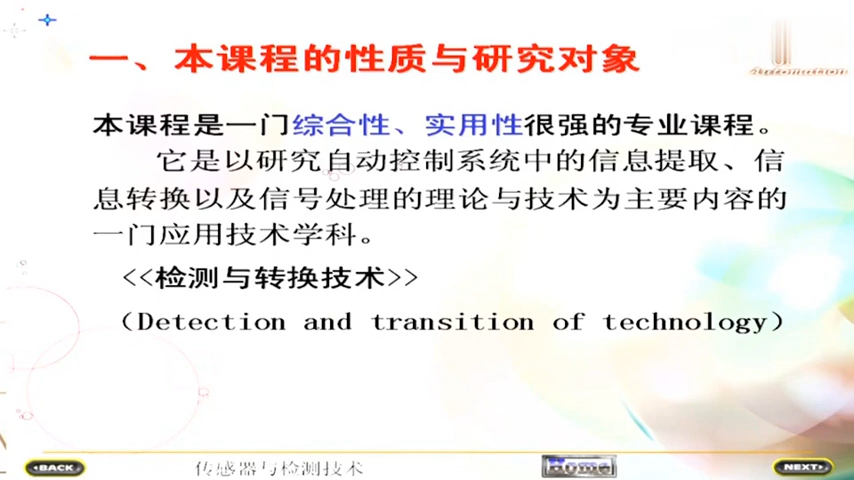 一、本课程的性质与研究对象
Automation
本课程是一门综合性、实用性很强的专业课程。
它是以研究自动控制系统中的信息提取、信
息转换以及信号处理的理论与技术为主要内容的
一门应用技术学科。
<<检测与转换技术>>
（Detection and transition of technology）
BACK
传感器与检测技术
Home
NEXT